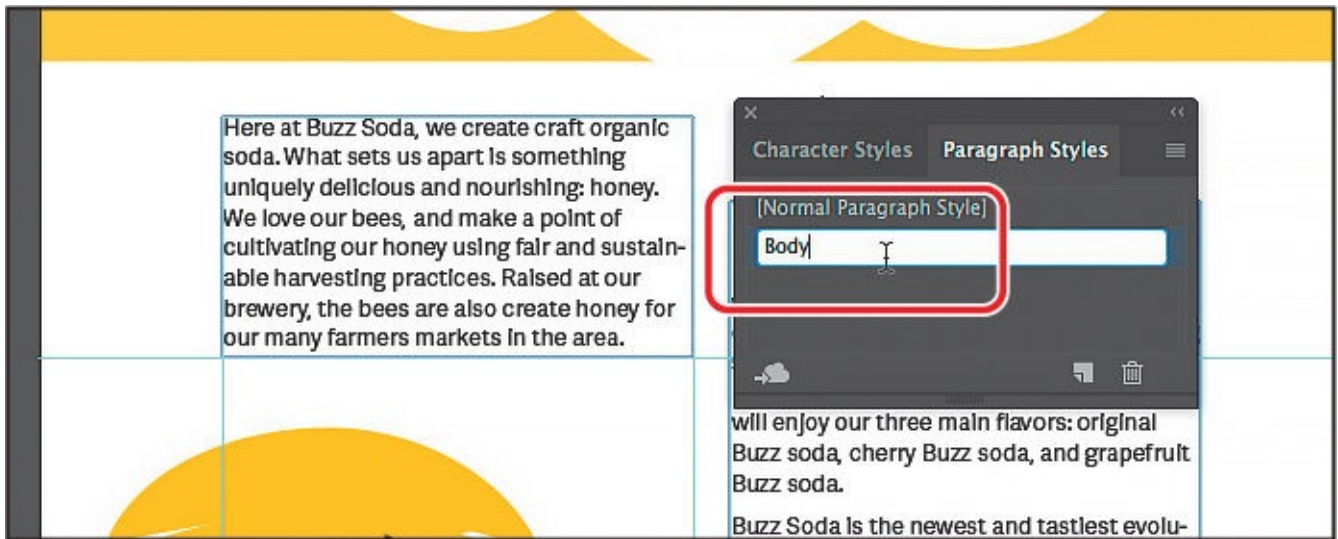 Here at Buzz Soda, we create craft organic
soda. What sets us apart is something
uniquely delicious and nourishing: honey.
We love our bees, and make a point of
cultivating our honey using fair and sustain-
able harvesting practices. Raised at our
brewery, the bees are also create honey for
our many farmers markets in the area.
Character Styles Paragraph Styles
[Normal Paragraph Style]
Body
will enjoy our three main flavors: original
Buzz soda, cherry Buzz soda, and grapefruit
Buzz soda.
Buzz Soda is the newest and tastiest evolu-